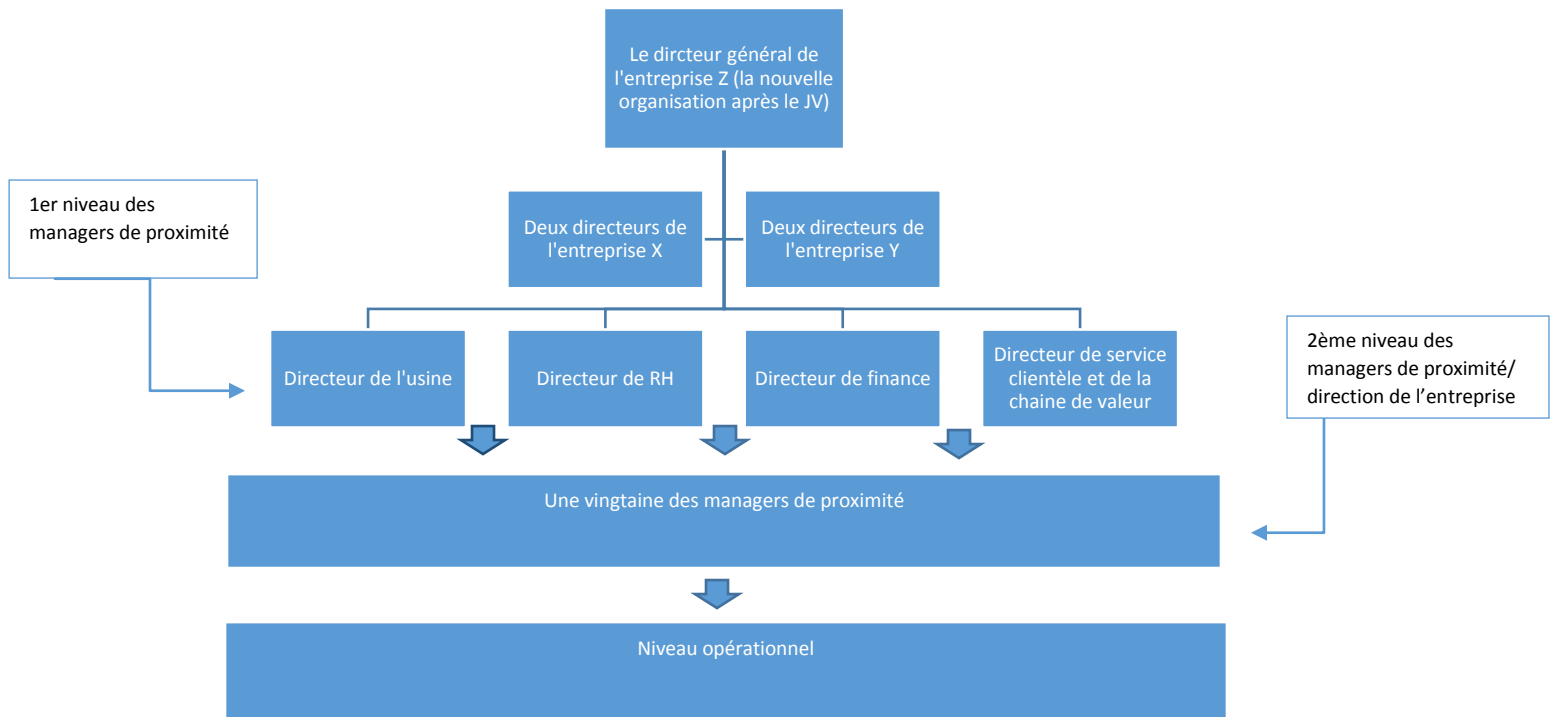 Le dircteur général de
l'entreprise Z (la nouvelle
organisation après le JV)
1er niveau des
managers de proximité
Deux directeurs de
l'entreprise X
Deux directeurs de
l'entreprise Y
Directeur de l'usine
Directeur de RH
Directeur de finance
Directeur de service
clientèle et de la
chaine de valeur
2ème niveau des
managers de proximité/
direction de l’entreprise
Une vingtaine des managers de proximité
Niveau opérationnel